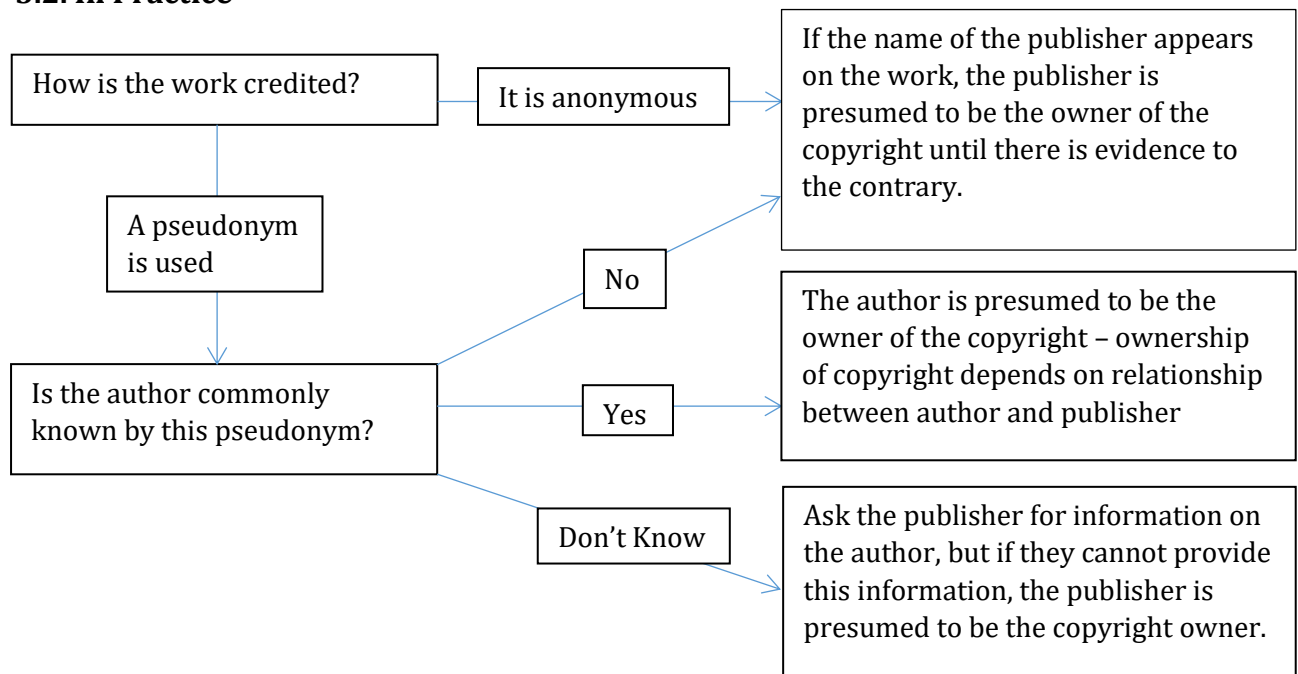 How is the work credited?
It is anonymous
If the name of the publisher appears
on the work, the publisher is
presumed to be the owner of the
copyright until there is evidence to
the contrary.
A pseudonym
is used
No
The author is presumed to be the
owner of the copyright – ownership
of copyright depends on relationship
between author and publisher
Is the author commonly
known by this pseudonym?
Yes
Don’t Know
Ask the publisher for information on
the author, but if they cannot provide
this information, the publisher is
presumed to be the copyright owner.